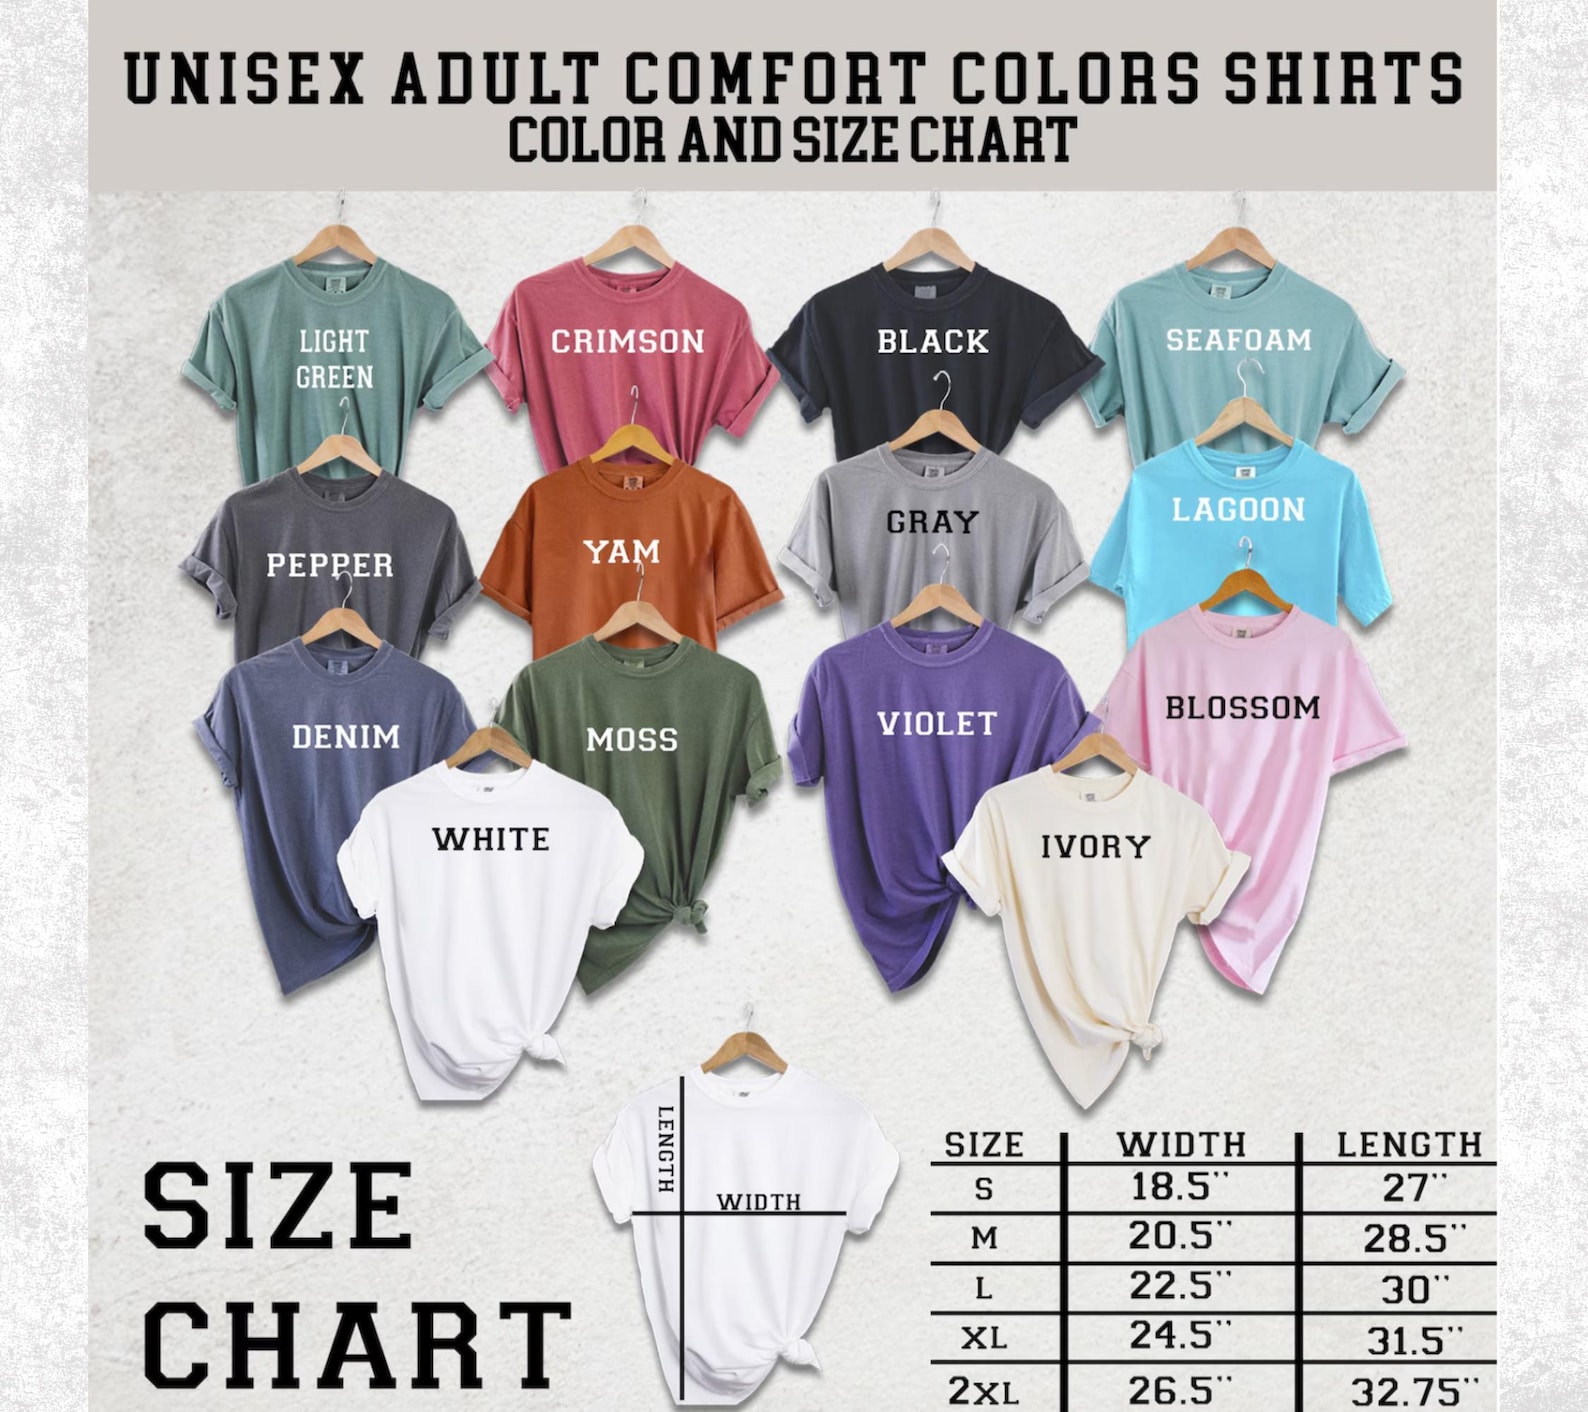 UNISEX ADULT COMFORT COLORS SHIRTS
COLOR AND SIZE CHART
LIGHT
GREEN
CRIMSON
BLACK
SEAFOAM
PEPPER
YAM
GRAY
LAGOON
DENIM
MOSS
VIOLET
BLOSSOM
WHITE
IVORY
SIZE
CHART
LENGTH
WIDTH
SIZE WIDTH LENGTH
S 18.5'' 27''
M 20.5'' 28.5''
L 22.5'' 30''
XL 24.5'' 31.5''
2XL 26.5'' 32.75''